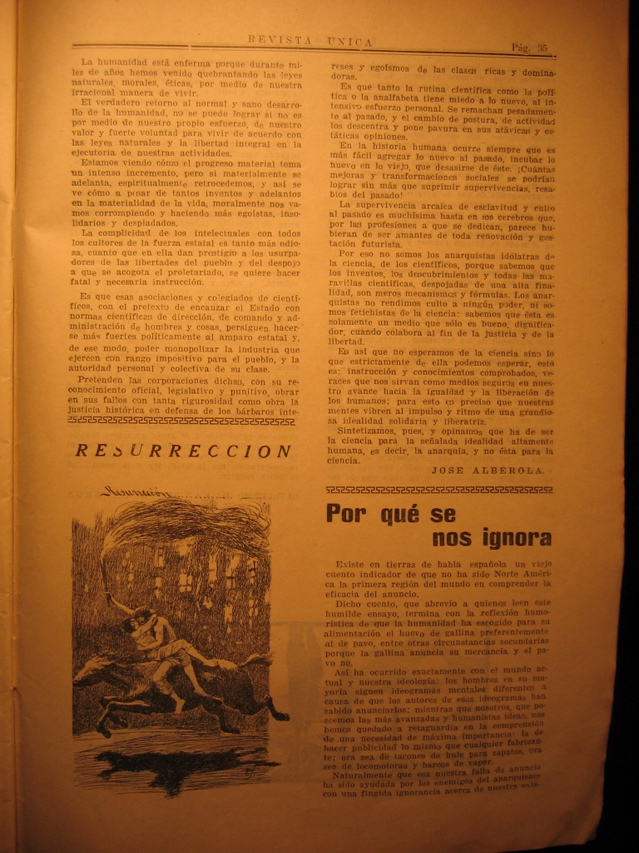 REVISTA UNICA
Pág. 35
La humanidad está enferma porque durante mi-
les de años hemos venido quebrantando las leyes
naturales, morales, éticas, por medio de nuestra
irracional manera de vivir.
El verdadero retorno al normal y sano desarro-
llo de la humanidad, no se puede lograr si no es
por medio de nuestro propio esfuerzo, de nuestro
valor y fuerte voluntad para vivir de acuerdo con
las leyes naturales y la libertad integral en la
ejecutoria de nuestras actividades.
Estamos viendo cómo el progreso material toma
un intenso incremento, pero si materialmente se
adelanta, espiritualmente retrocedemos, y así se
ve cómo a pesar de tantos inventos y adelantos
en la materialidad de la vida, moralmente nos va-
mos corrompiendo y haciendo más egoístas, inso-
lidarios y despiadados.
La complicidad de los intelectuales con todos
los cultores de la fuerza estatal es tanto más odio-
sa, cuanto que en ella dan prestigio a los usurpa-
dores de las libertades del pueblo y del despojo
a que se acogota el proletariado, se quiere hacer
fatal y necesaria instrucción.
Es que esas asociaciones y colegiados de cientí-
ficos, con el pretexto de encauzar el Estado con
normas científicas de dirección, de comando y ad-
ministración de hombres y cosas, persiguen hacer-
se más fuertes políticamente al amparo estatal y,
de ese modo, poder monopolizar la industria que
ejercen con rango impositivo para el pueblo, y la
autoridad personal y colectiva de su clase.
Pretenden las corporaciones dichas, con su re-
conocimiento oficial, legislativo y punitivo, obrar
en sus fallos con tanta rigurosidad como obra la
justicia histórica en defensa de los bárbaros inte-
RESURRECCION
Asunción
reses y egoísmos de las clases ricas y domina-
doras.
Es que tanto la rutina científica como la polí-
tica o la analfabeta tiene miedo a lo nuevo, al in-
tensivo esfuerzo personal. Se remachan pesadamen-
te al pasado, y el cambio de postura, de actividad
los descentra y pone pavura en sus atávicas y es-
táticas opiniones.
En la historia humana ocurre siempre que es
más fácil agregar lo nuevo al pasado, incubar lo
nuevo en lo viejo, que desasirse de éste. ¡Cuántas
mejoras y transformaciones sociales se podrían
lograr sin más que suprimir supervivencias, resa-
bios del pasado!
La supervivencia arcaica de esclavitud y culto
al pasado es muchísima hasta en los cerebros que,
por las profesiones a que se dedican, parece hu-
bieran de ser amantes de toda renovación y ges-
tación futurista.
Por eso no somos los anarquistas idólatras de
la ciencia, de los científicos, porque sabemos que
los inventos, los descubrimientos y todas las ma-
ravillas científicas, despojadas de una alta fina-
lidad, son meros mecanismos y fórmulas. Los anar-
quistas no rendimos culto a ningún poder, ni so-
mos fetichistas de la ciencia: sabemos que ésta es
solamente un medio que sólo es bueno, dignifica-
dor, cuando colabora al fin de la justicia y de la
libertad.
En así que no esperamos de la ciencia sino lo
que estrictamente de ella podemos esperar, esto
es: instrucción y conocimientos comprobados, ve-
races que nos sirvan como medios seguros en nues-
tro avance hacia la igualdad y la liberación de
los humanos; para esto es preciso que nuestras
mentes vibren al impulso y ritmo de una grandio-
sa idealidad solidaria y liberatriz.
Sintetizamos, pues, y opinamos que ha de ser
la ciencia para la señalada idealidad altamente
humana, es decir, la anarquía, y no ésta para la
ciencia.
JOSE ALBEROLA.
Por qué se
nos ignora
Existe en tierras de habla española un viejo
cuento indicador de que no ha sido Norte Améri-
ca la primera región del mundo en comprender la
eficacia del anuncio.
Dicho cuento, que abrevio a quienes leen este
humilde ensayo, termina con la reflexión humo-
rística de que la humanidad ha escogido para su
alimentación el huevo de gallina preferentemente
al de pavo, entre otras circunstancias secundarias
porque la gallina anuncia su mercancía y el pa-
vo no.
Así ha ocurrido exactamente con el mundo ac-
tual y nuestra ideología: los hombres en su ma-
yoría siguen ideogramas mentales diferentes a
causa de que los autores de esos ideogramas han
sabido anunciarlos; mientras que nosotros, que po-
seemos las más avanzadas y humanistas ideas, nos
hemos quedado a retaguardia en la comprensión
de una necesidad de máxima importancia: la de
hacer publicidad lo mismo que cualquier fabrican-
te; ora sea de tacones de hule para zapatos, ora
sea de locomotoras y barcos de vapor.
Naturalmente que esa nuestra falta de anuncio
ha sido ayudada por los enemigos del anarquismo
con una fingida ignorancia acerca de nuestra